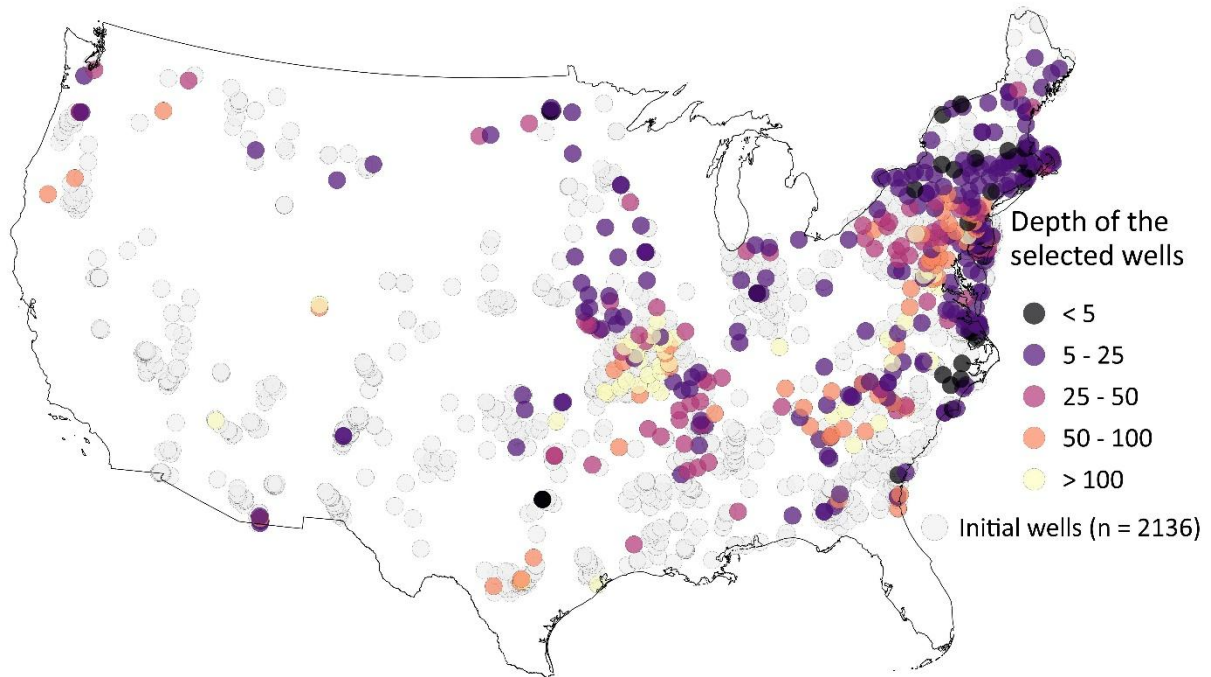 Depth of the
selected wells
< 5
5 - 25
25 - 50
50 - 100
> 100
Initial wells (n = 2136)